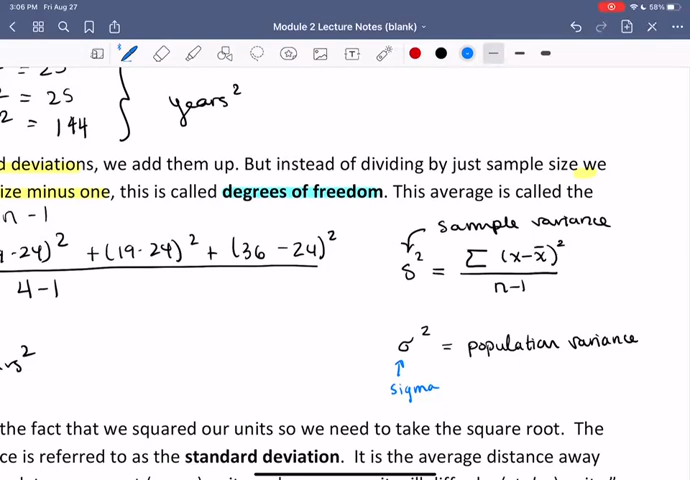 3:06 PM Fri Aug 27
58%
Module 2 Lecture Notes (blank)
2 = 25
2 = 144
years²
d deviations, we add them up. But instead of dividing by just sample size we
ize minus one, this is called degrees of freedom. This average is called the
n - 1
-24)² + (19-24)² + (36-24)²
4-1
sample variance
s² = Σ (x-x̄)²
n-1
rs²
σ² = population variance
sigma
the fact that we squared our units so we need to take the square root. The
ce is referred to as the standard deviation. It is the average distance away